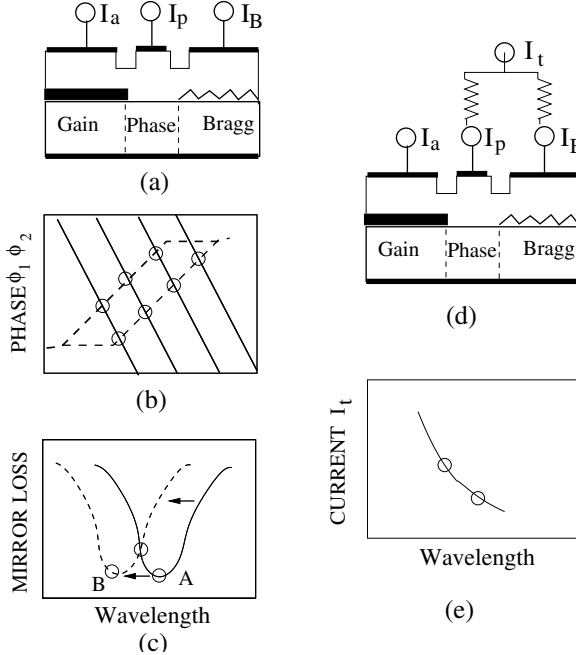 I_a I_p I_B
Gain Phase Bragg
(a)
PHASE ϕ_1 ϕ_2
(b)
MIRROR LOSS
B A
Wavelength
(c)
I_t
I_a I_p I_B
Gain Phase Bragg
(d)
CURRENT I_t
Wavelength
(e)